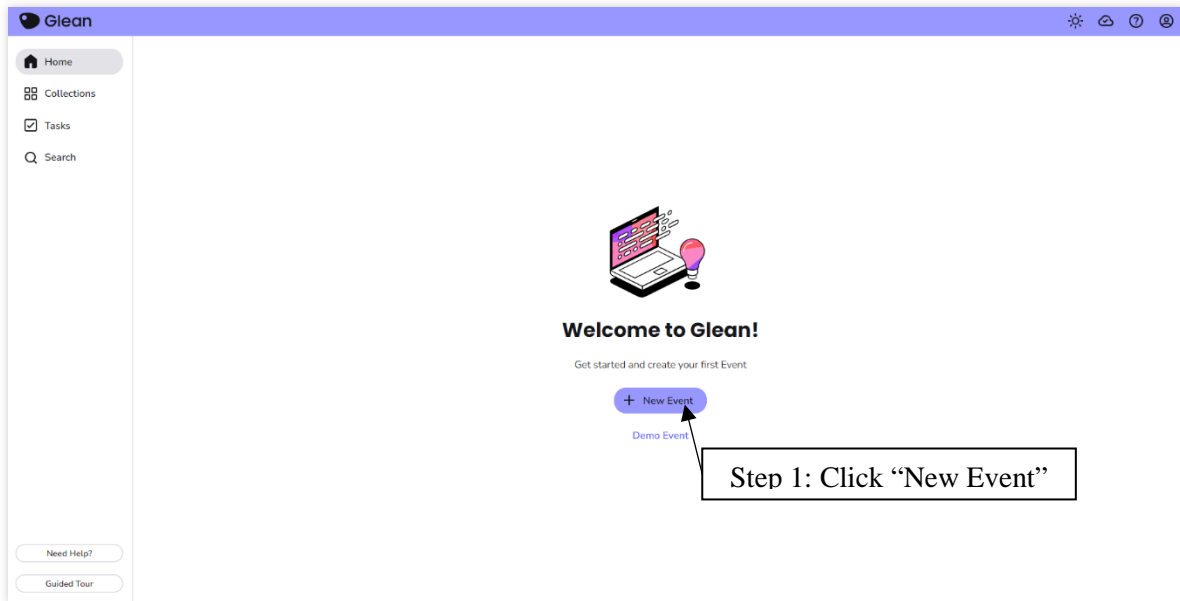 Glean
Home
Collections
Tasks
Search
Welcome to Glean!
Get started and create your first Event
+ New Event
Demo Event
Step 1: Click “New Event”
Need Help?
Guided Tour